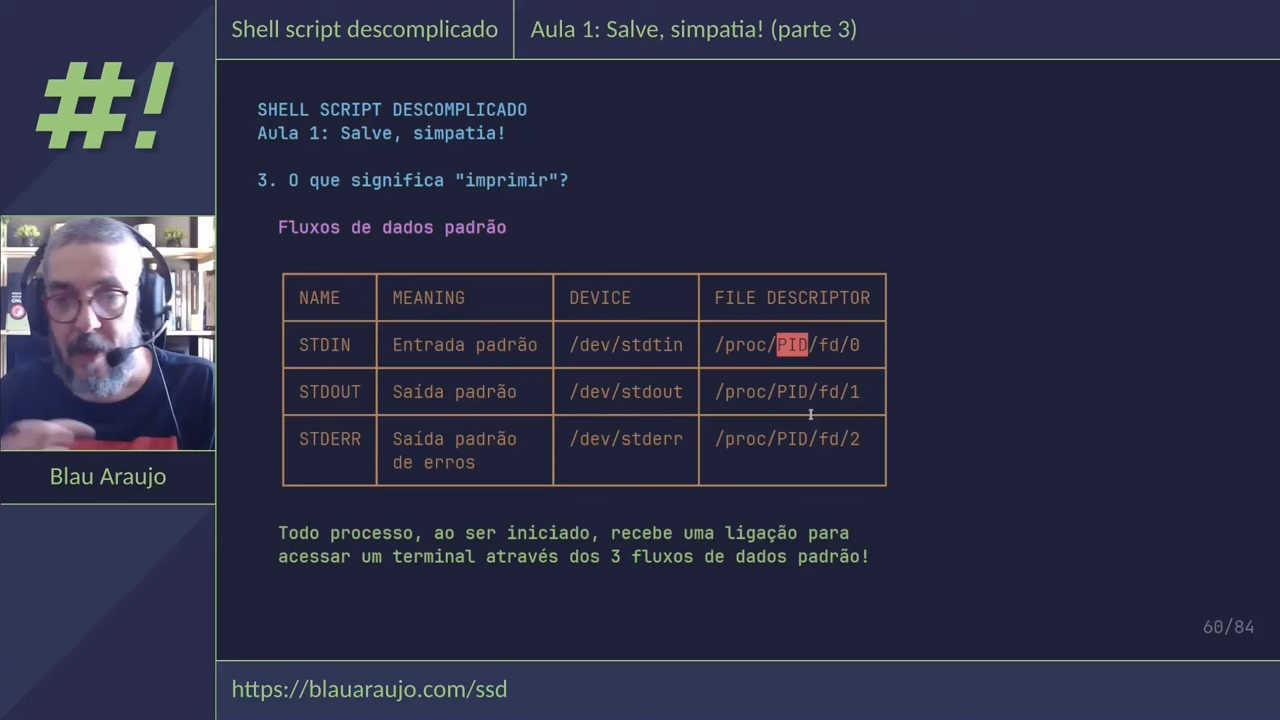 Shell script descomplicado
Aula 1: Salve, simpatia! (parte 3)
#!
SHELL SCRIPT DESCOMPLICADO
Aula 1: Salve, simpatia!
3. O que significa "imprimir"?
Fluxos de dados padrão
NAME MEANING DEVICE FILE DESCRIPTOR
STDIN Entrada padrão /dev/stdtin /proc/PID/fd/0
STDOUT Saída padrão /dev/stdout /proc/PID/fd/1
STDERR Saída padrão /dev/stderr /proc/PID/fd/2
de erros
Blau Araujo
Todo processo, ao ser iniciado, recebe uma ligação para
acessar um terminal através dos 3 fluxos de dados padrão!
60/84
https://blauaraujo.com/ssd